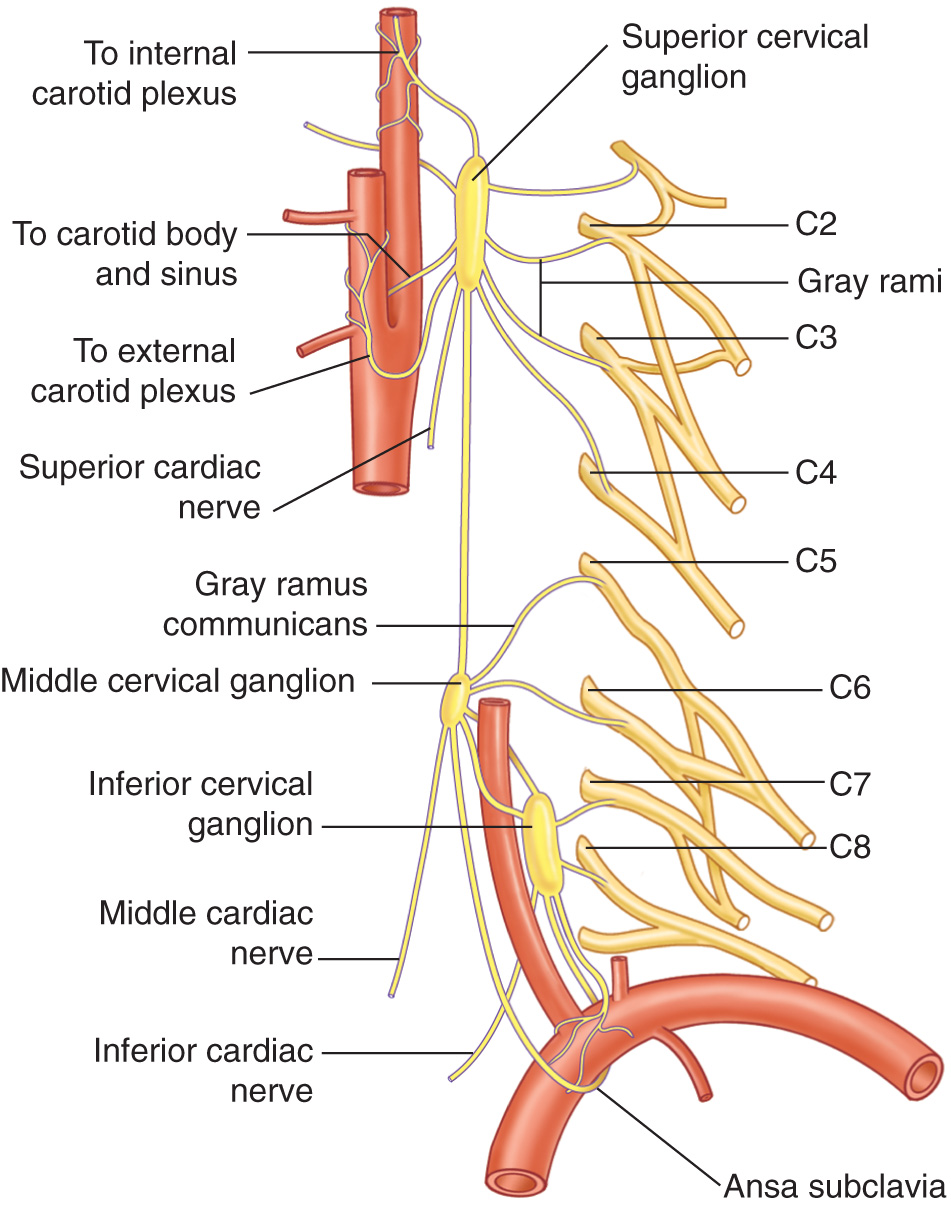 To internal
carotid plexus
Superior cervical
ganglion
To carotid body
and sinus
C2
Gray rami
C3
To external
carotid plexus
Superior cardiac
nerve
C4
C5
Gray ramus
communicans
Middle cervical ganglion
C6
Inferior cervical
ganglion
C7
C8
Middle cardiac
nerve
Inferior cardiac
nerve
Ansa subclavia